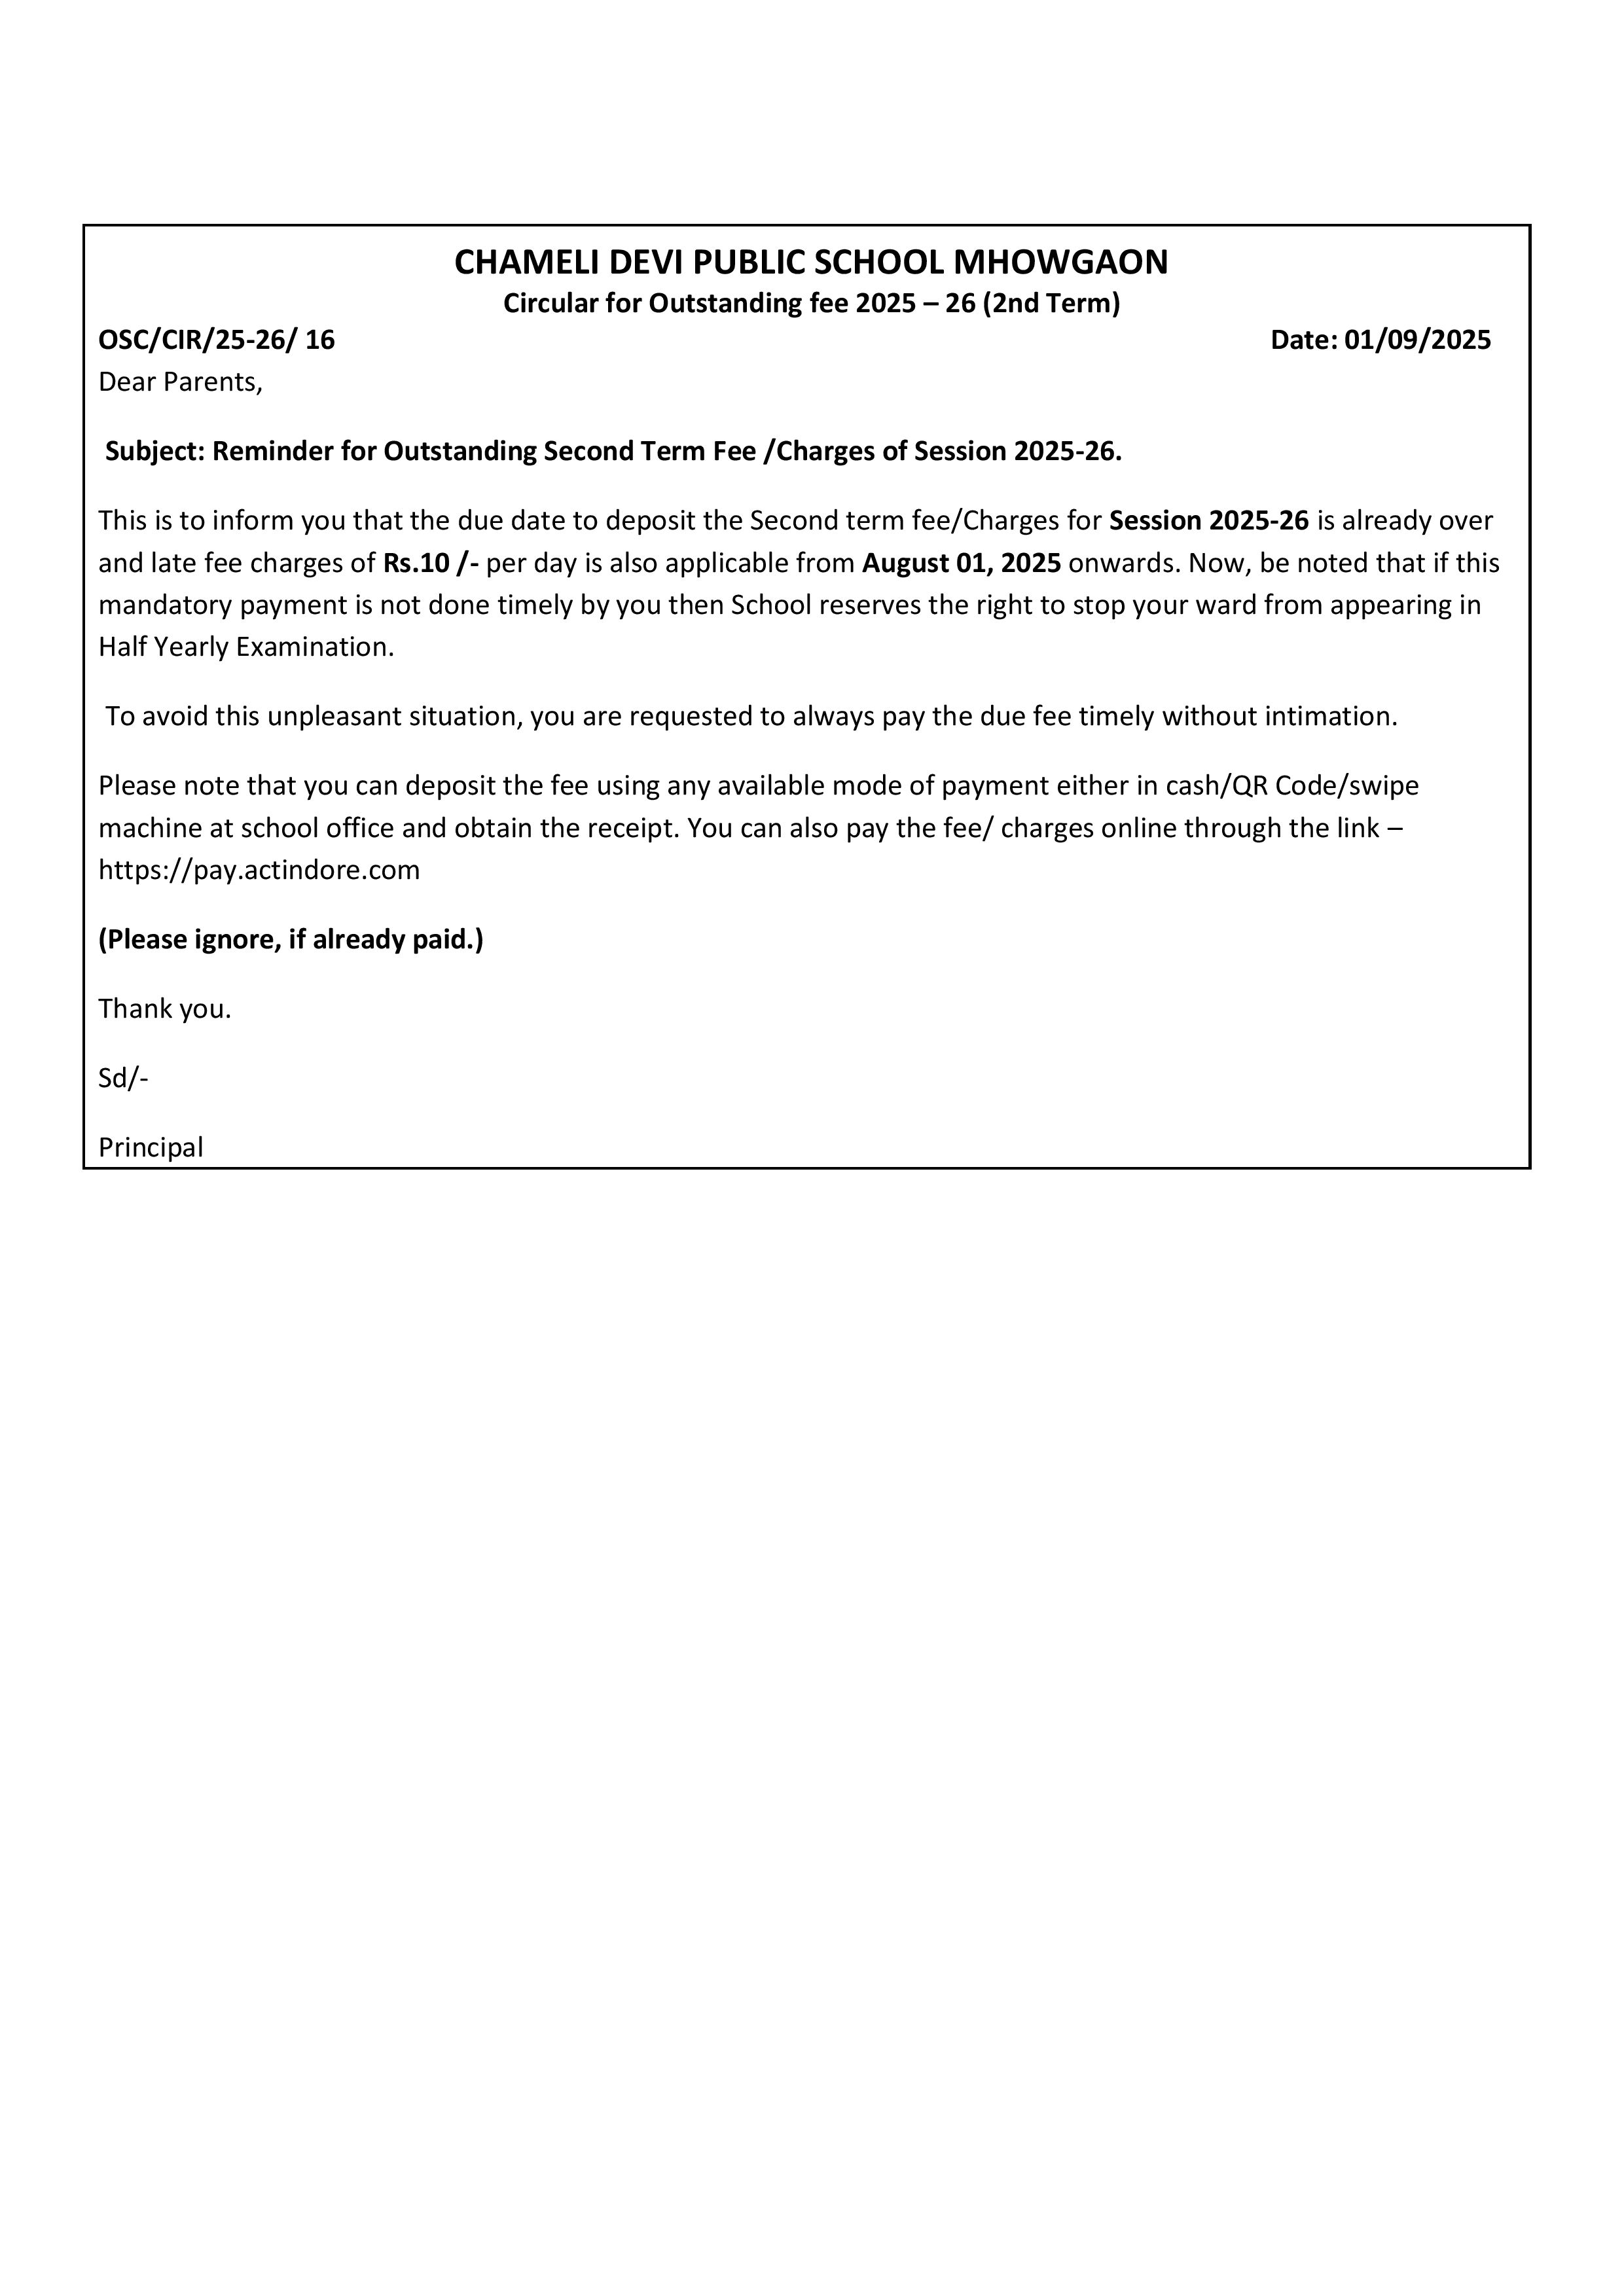 CHAMELI DEVI PUBLIC SCHOOL MHOWGAON
Circular for Outstanding fee 2025 – 26 (2nd Term)
OSC/CIR/25-26/ 16 Date: 01/09/2025
Dear Parents,
Subject: Reminder for Outstanding Second Term Fee /Charges of Session 2025-26.
This is to inform you that the due date to deposit the Second term fee/Charges for Session 2025-26 is already over
and late fee charges of Rs.10 /- per day is also applicable from August 01, 2025 onwards. Now, be noted that if this
mandatory payment is not done timely by you then School reserves the right to stop your ward from appearing in
Half Yearly Examination.
To avoid this unpleasant situation, you are requested to always pay the due fee timely without intimation.
Please note that you can deposit the fee using any available mode of payment either in cash/QR Code/swipe
machine at school office and obtain the receipt. You can also pay the fee/ charges online through the link –
https://pay.actindore.com
(Please ignore, if already paid.)
Thank you.
Sd/-
Principal